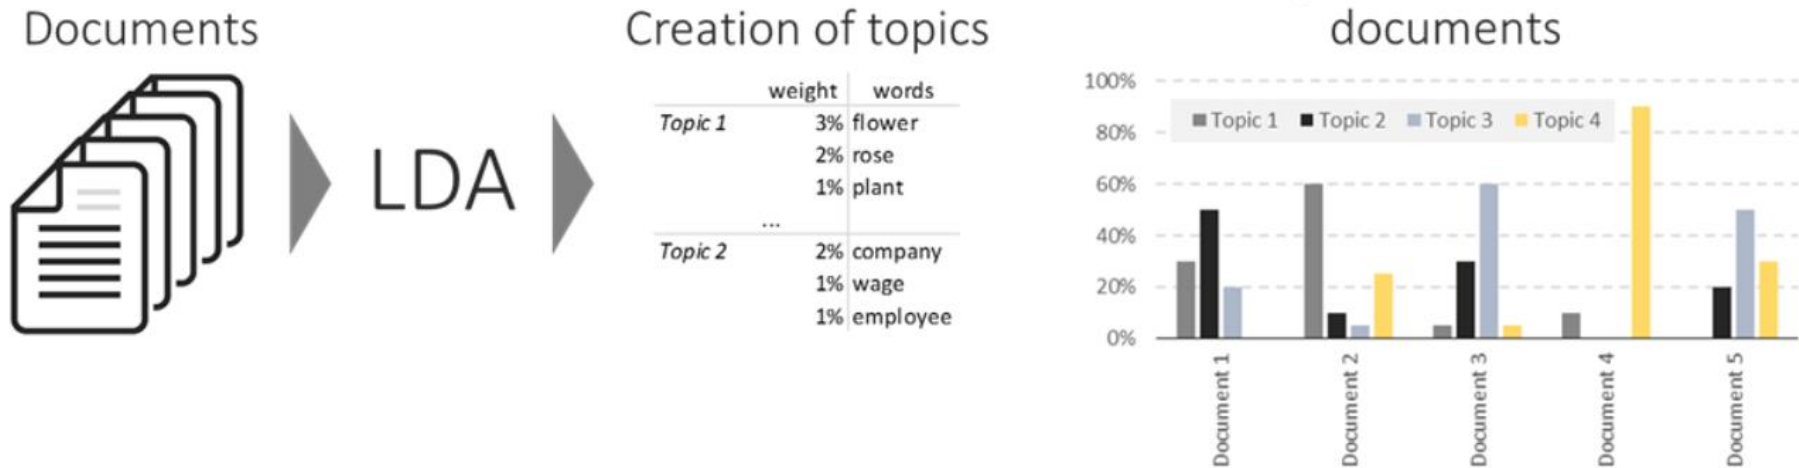 Documents
LDA
Creation of topics
weight words
Topic 1 3% flower
2% rose
1% plant
...
Topic 2 2% company
1% wage
1% employee
documents
100%
80%
60%
40%
20%
0%
Topic 1 Topic 2 Topic 3 Topic 4
Document 1
Document 2
Document 3
Document 4
Document 5